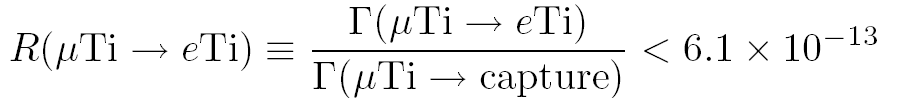 R(μTi → eTi) ≡ Γ(μTi → eTi) / Γ(μTi → capture) < 6.1 × 10⁻¹³